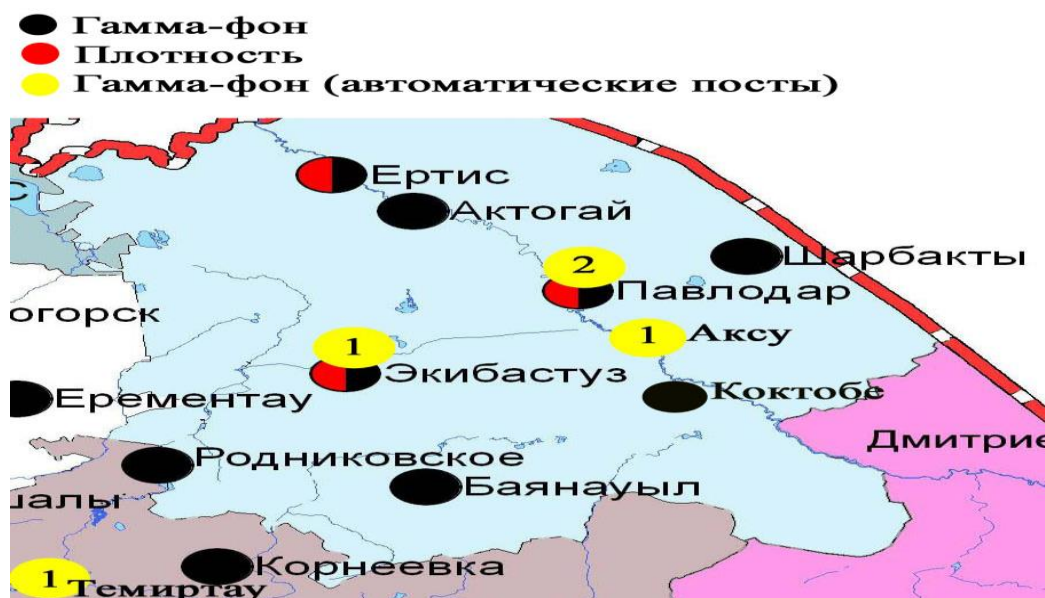 Гамма-фон
Плотность
Гамма-фон (автоматические посты)
с
Ертис
Актогай
Шарбакты
2
Павлодар
огорск
1
Аксу
1
Экибастуз
Коктобе
Ерементау
Дмитрие
Родниковское
Баянауыл
шалы
Корнеевка
1
Темиртау